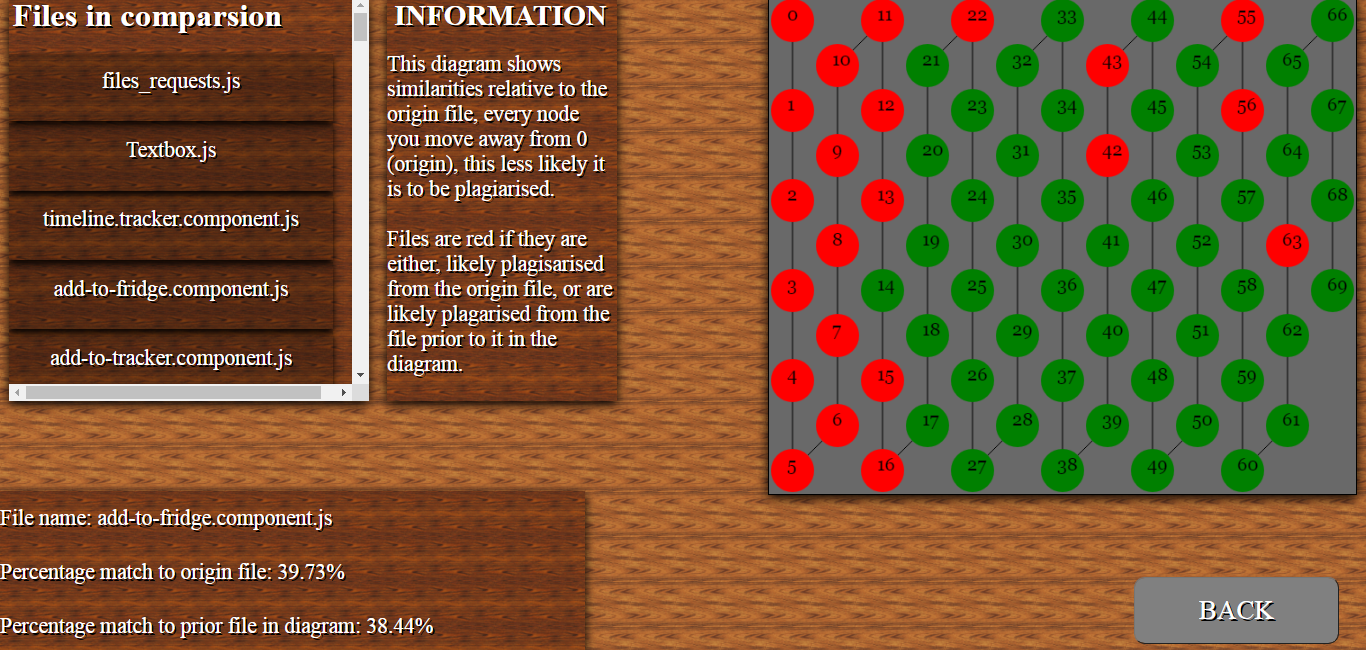 Files in comparsion
files_requests.js
Textbox.js
timeline.tracker.component.js
add-to-fridge.component.js
add-to-tracker.component.js
INFORMATION
This diagram shows
similarities relative to the
origin file, every node
you move away from 0
(origin), this less likely it
is to be plagiarised.
Files are red if they are
either, likely plagisarised
from the origin file, or are
likely plagarised from the
file prior to it in the
diagram.
0 11 22 33 44 55 66
10 21 32 43 54 65
1 12 23 34 45 56 67
9 20 31 42 53 64
2 13 24 35 46 57 68
8 19 30 41 52 63
3 14 25 36 47 58 69
7 18 29 40 51 62
4 15 26 37 48 59
6 17 28 39 50 61
5 16 27 38 49 60
File name: add-to-fridge.component.js
Percentage match to origin file: 39.73%
Percentage match to prior file in diagram: 38.44%
BACK